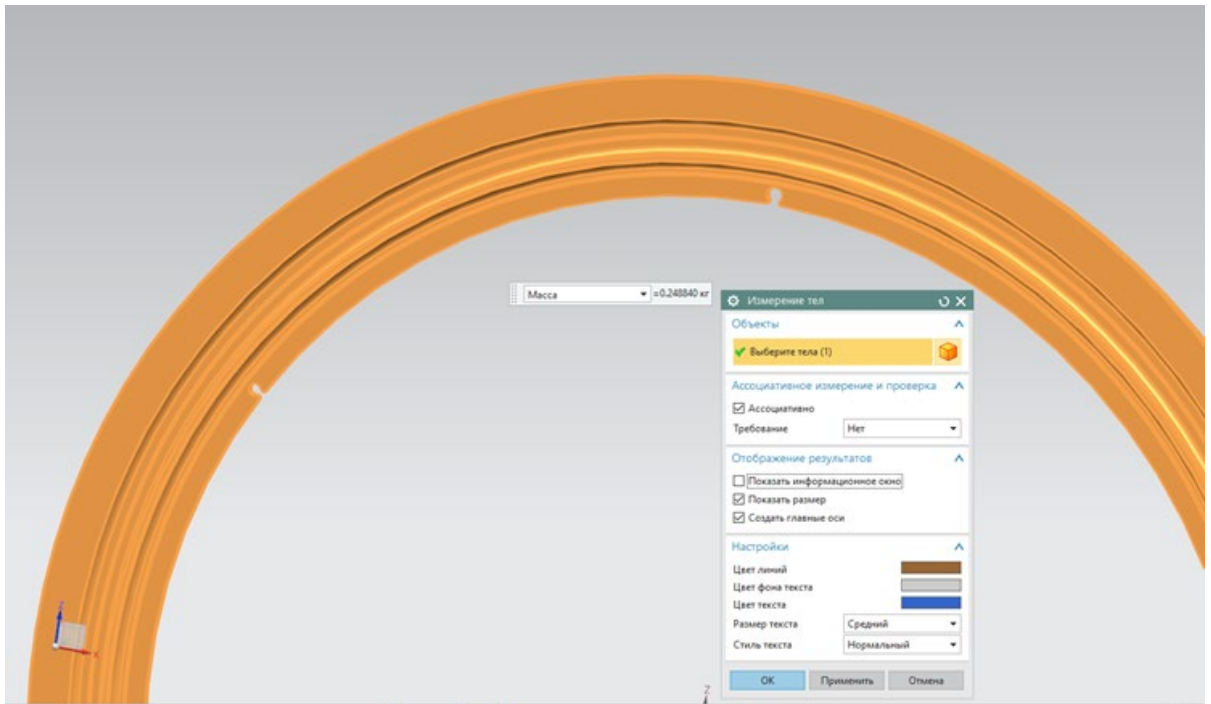 Масса =0.248840 кг
Измерение тел
Объекты
Выберите тела (1)
Ассоциативное измерение и проверка
Ассоциативно
Требование Нет
Отображение результатов
Показать информационное окно
Показать размер
Создать главные оси
Настройки
Цвет линий
Цвет фона текста
Цвет текста
Размер текста Средний
Стиль текста Нормальный
ОК Применить Отмена
Z
X
Z